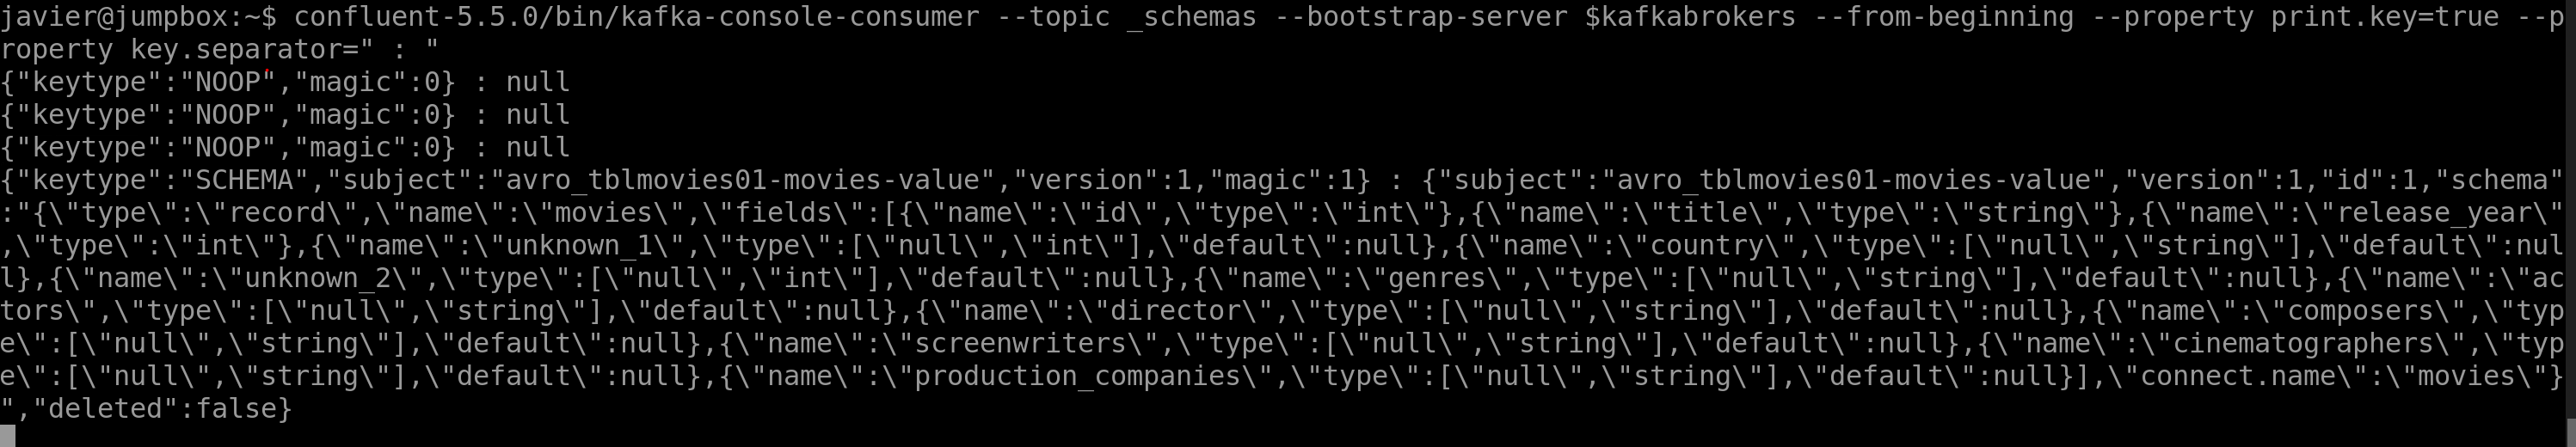 javier@jumpbox:~$ confluent-5.5.0/bin/kafka-console-consumer --topic _schemas --bootstrap-server $kafkabrokers --from-beginning --property print.key=true --p
roperty key.separator=" : "
{"keytype":"NOOP","magic":0} : null
{"keytype":"NOOP","magic":0} : null
{"keytype":"NOOP","magic":0} : null
{"keytype":"SCHEMA","subject":"avro_tblmovies01-movies-value","version":1,"magic":1} : {"subject":"avro_tblmovies01-movies-value","version":1,"id":1,"schema"
:"{\"type\":\"record\",\"name\":\"movies\",\"fields\":[{\"name\":\"id\",\"type\":\"int\"},{\"name\":\"title\",\"type\":\"string\"},{\"name\":\"release_year\"
,\"type\":\"int\"},{\"name\":\"unknown_1\",\"type\":[\"null\",\"int\"],\"default\":null},{\"name\":\"country\",\"type\":[\"null\",\"string\"],\"default\":nul
l},{\"name\":\"unknown_2\",\"type\":[\"null\",\"int\"],\"default\":null},{\"name\":\"genres\",\"type\":[\"null\",\"string\"],\"default\":null},{\"name\":\"ac
tors\",\"type\":[\"null\",\"string\"],\"default\":null},{\"name\":\"director\",\"type\":[\"null\",\"string\"],\"default\":null},{\"name\":\"composers\",\"typ
e\":[\"null\",\"string\"],\"default\":null},{\"name\":\"screenwriters\",\"type\":[\"null\",\"string\"],\"default\":null},{\"name\":\"cinematographers\",\"typ
e\":[\"null\",\"string\"],\"default\":null},{\"name\":\"production_companies\",\"type\":[\"null\",\"string\"],\"default\":null}],\"connect.name\":\"movies\"}
","deleted":false}